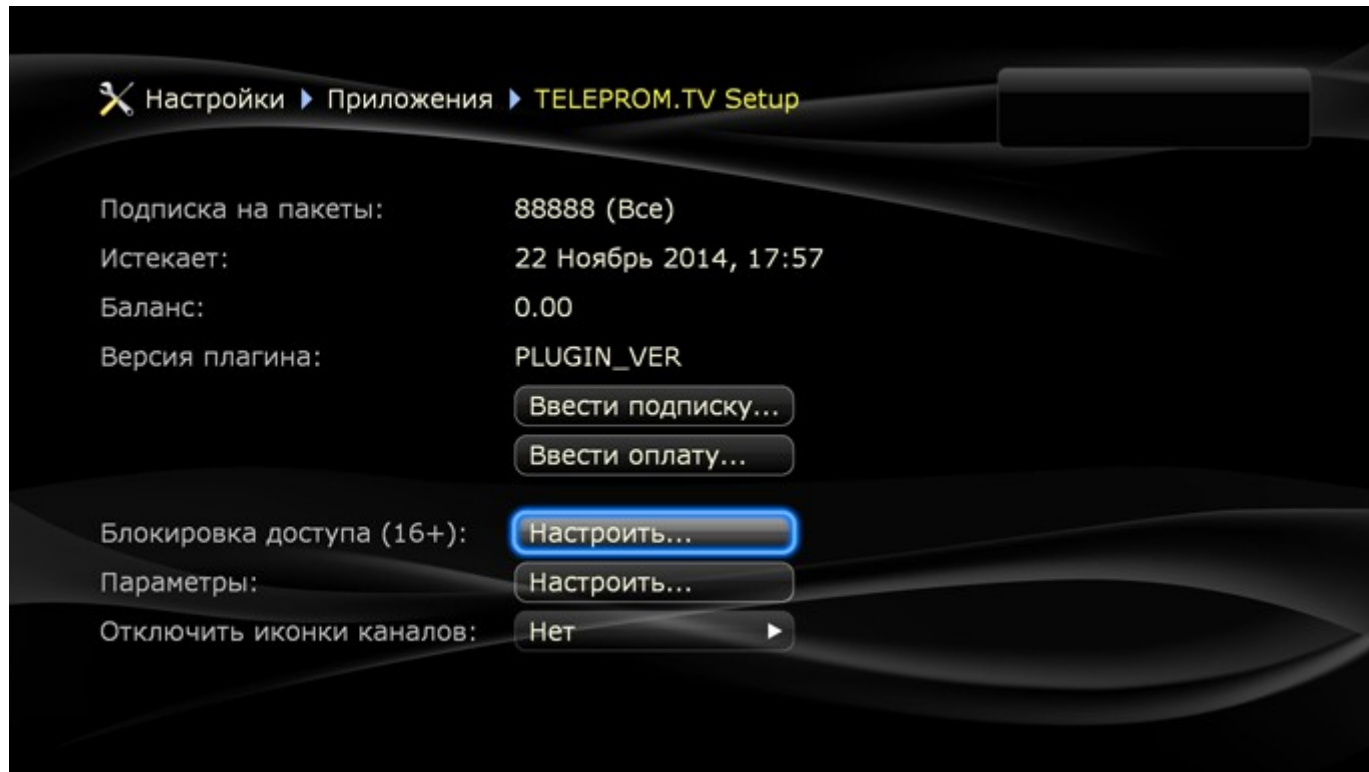 Настройки Приложения TELEPROM.TV Setup
Подписка на пакеты: 88888 (Все)
Истекает: 22 Ноябрь 2014, 17:57
Баланс: 0.00
Версия плагина: PLUGIN_VER
Ввести подписку...
Ввести оплату...
Блокировка доступа (16+): Настроить...
Параметры: Настроить...
Отключить иконки каналов: Нет